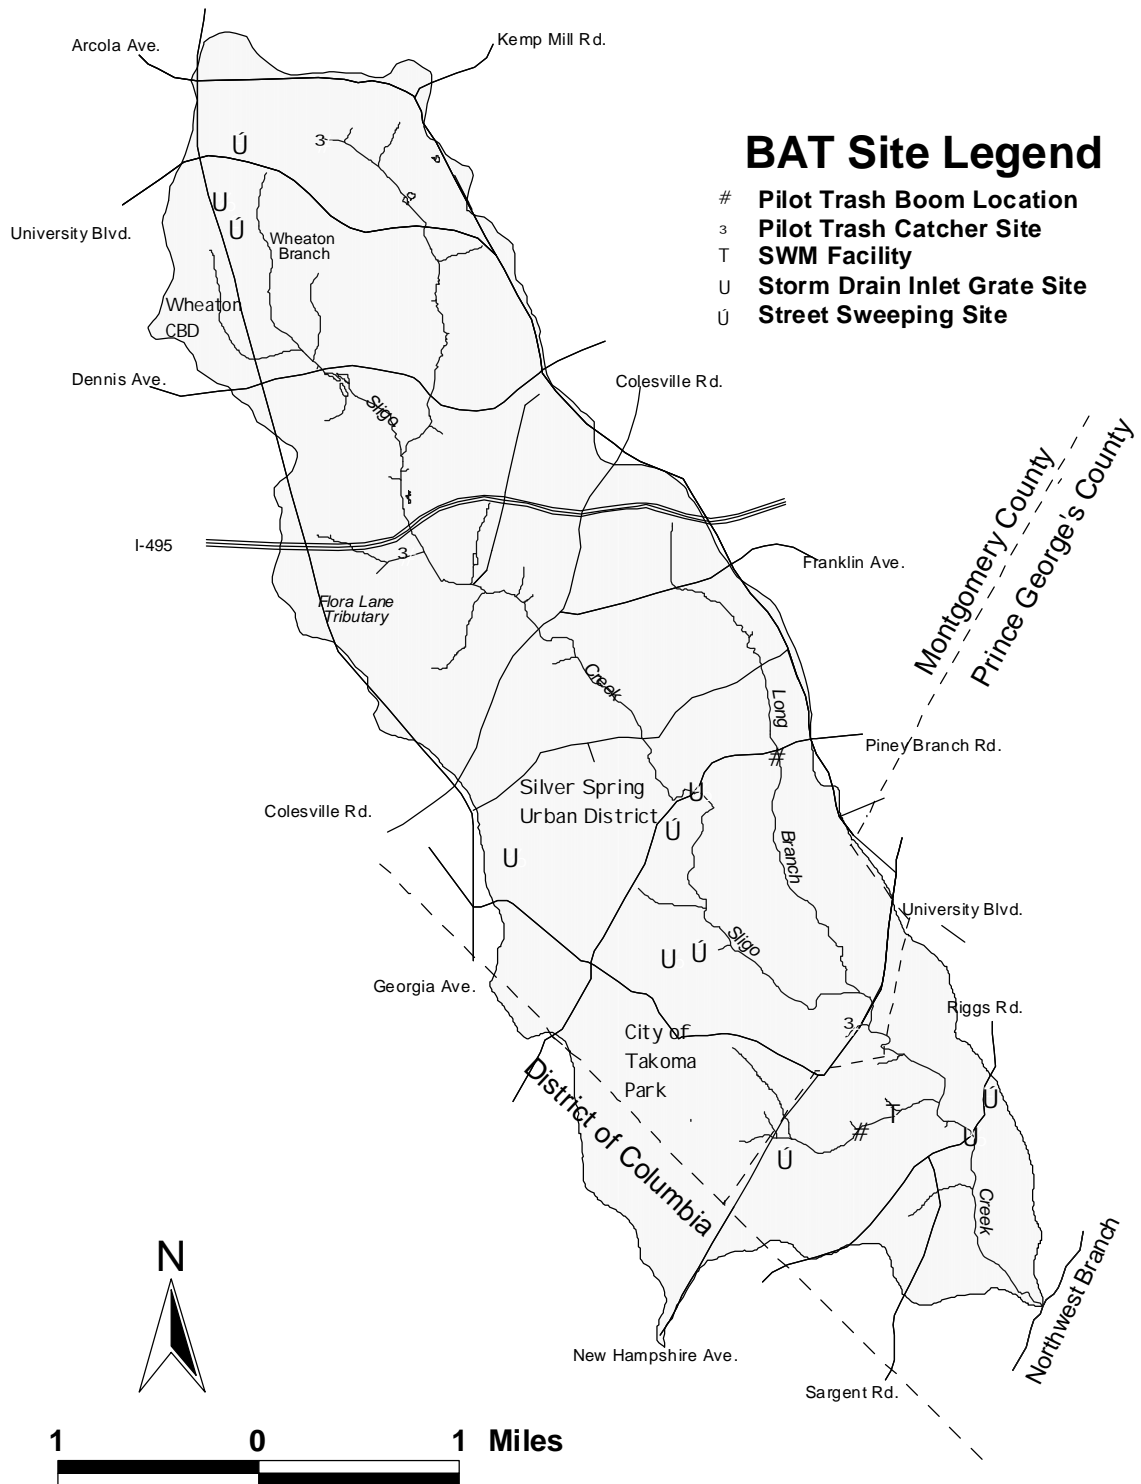 Arcola Ave.
Kemp Mill Rd.
Ú
3
BAT Site Legend
# Pilot Trash Boom Location
3 Pilot Trash Catcher Site
T SWM Facility
U Storm Drain Inlet Grate Site
Ú Street Sweeping Site
U
Ú
University Blvd.
Wheaton
Branch
Wheaton
CBD
Dennis Ave.
Colesville Rd.
Sligo
Montgomery County
Prince George's County
I-495
3
Franklin Ave.
Flora Lane
Tributary
Creek
Long
Piney Branch Rd.
#
Silver Spring
Urban District
U
Ú
Colesville Rd.
U
Branch
University Blvd.
Sligo
U
Ú
Georgia Ave.
Riggs Rd.
3
City of
Takoma
Park
District of Columbia
Ú
T
#
U
Ú
Creek
Northwest Branch
N
New Hampshire Ave.
Sargent Rd.
1 0 1 Miles